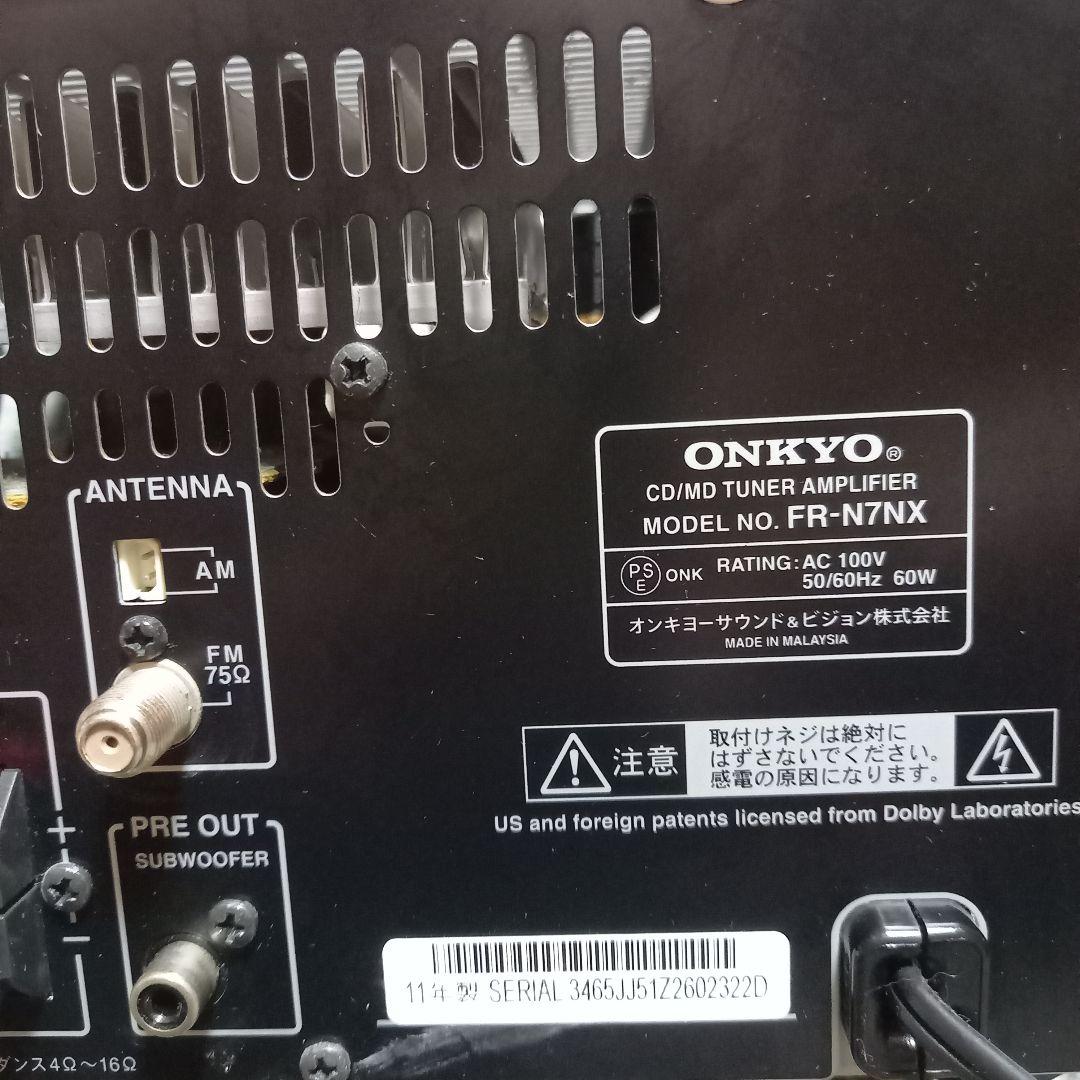 ANTENNA
AM
FM
75Ω
PRE OUT
SUBWOOFER
+
−
ダンス4Ω～16Ω
ONKYO®
CD/MD TUNER AMPLIFIER
MODEL NO. FR-N7NX
PS
E
ONK
RATING: AC 100V
50/60Hz 60W
オンキヨーサウンド&ビジョン株式会社
MADE IN MALAYSIA
注意
取付けネジは絶対に
はずさないでください。
感電の原因になります。
US and foreign patents licensed from Dolby Laboratories
11年製 SERIAL 3465JJ51Z2602322D